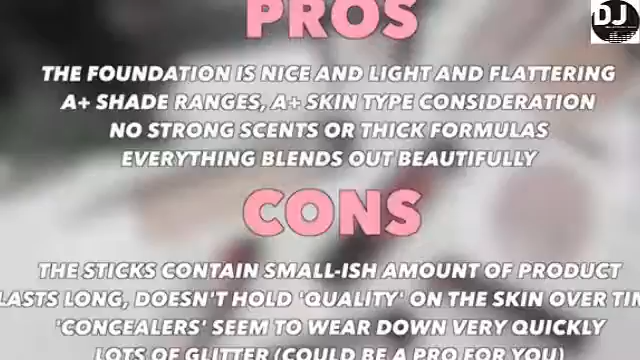 DJ
PROS
THE FOUNDATION IS NICE AND LIGHT AND FLATTERING
A+ SHADE RANGES, A+ SKIN TYPE CONSIDERATION
NO STRONG SCENTS OR THICK FORMULAS
EVERYTHING BLENDS OUT BEAUTIFULLY
CONS
THE STICKS CONTAIN SMALL-ISH AMOUNT OF PRODUCT
LASTS LONG, DOESN'T HOLD 'QUALITY' ON THE SKIN OVER
'CONCEALERS' SEEM TO WEAR DOWN VERY QUICKLY
LOTS OF GLITTER (COULD BE A PRO FOR YOU)